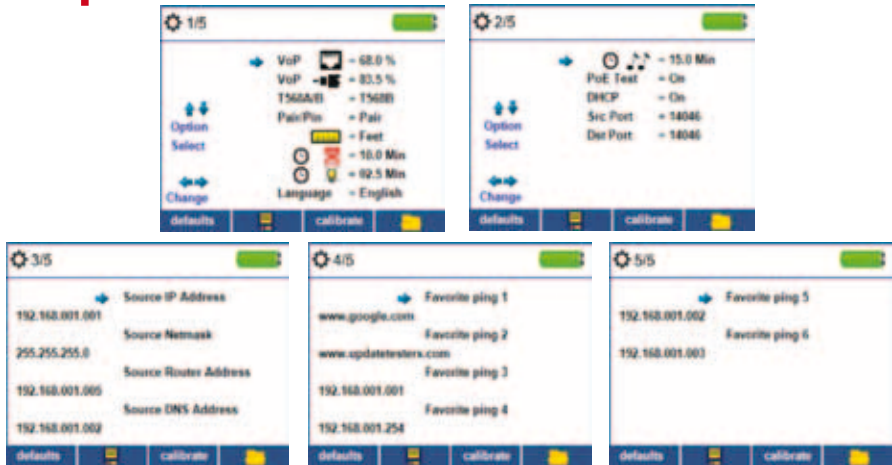 1/5
VoP = 68.0 %
VoP = 83.5 %
T568A/B = T568B
Pair/Pin = Pair
= Feet
= 10.0 Min
= 02.5 Min
Language = English
Option
Select
Change
defaults calibrate
2/5
= 15.0 Min
PoE Test = On
DHCP = On
Src Port = 14046
Dst Port = 14046
Option
Select
Change
defaults calibrate
3/5
Source IP Address
192.168.001.001
Source Netmask
255.255.255.0
Source Router Address
192.168.001.005
Source DNS Address
192.168.001.002
defaults calibrate
4/5
Favorite ping 1
www.google.com
Favorite ping 2
www.updatetesters.com
Favorite ping 3
192.168.001.001
Favorite ping 4
192.168.001.254
defaults calibrate
5/5
Favorite ping 5
192.168.001.002
Favorite ping 6
192.168.001.003
defaults calibrate